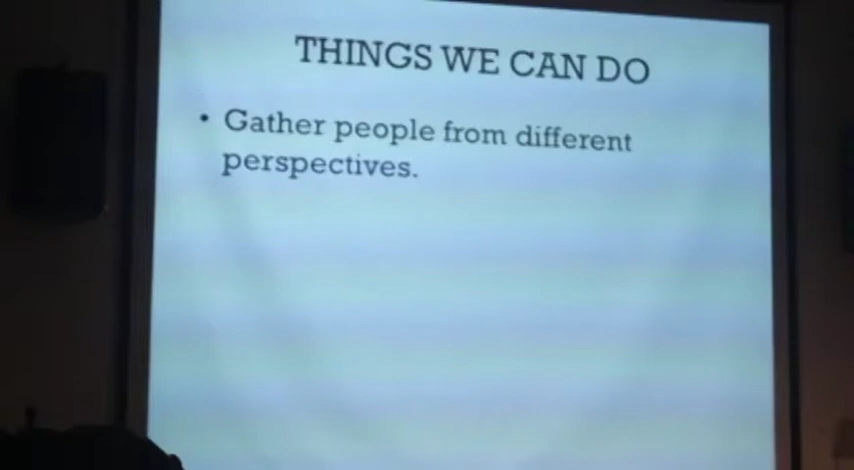 THINGS WE CAN DO
• Gather people from different
perspectives.